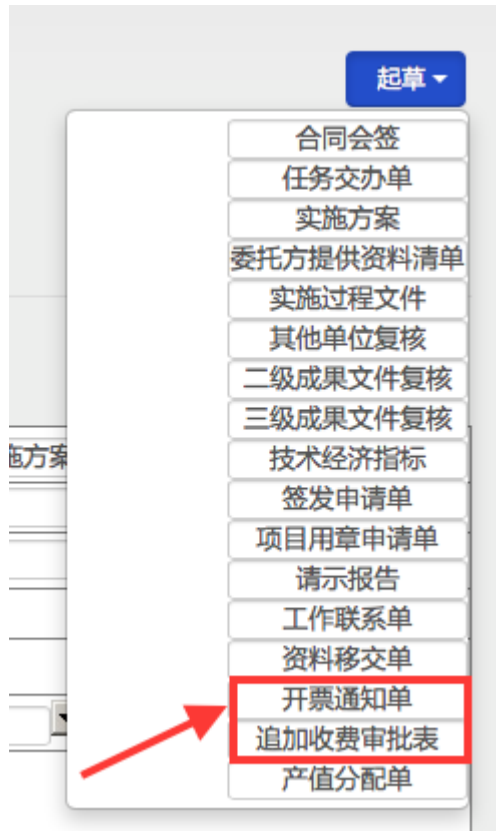 起草
合同会签
任务交办单
实施方案
委托方提供资料清单
实施过程文件
其他单位复核
二级成果文件复核
三级成果文件复核
施方案
技术经济指标
签发申请单
项目用章申请单
请示报告
工作联系单
资料移交单
开票通知单
追加收费审批表
产值分配单